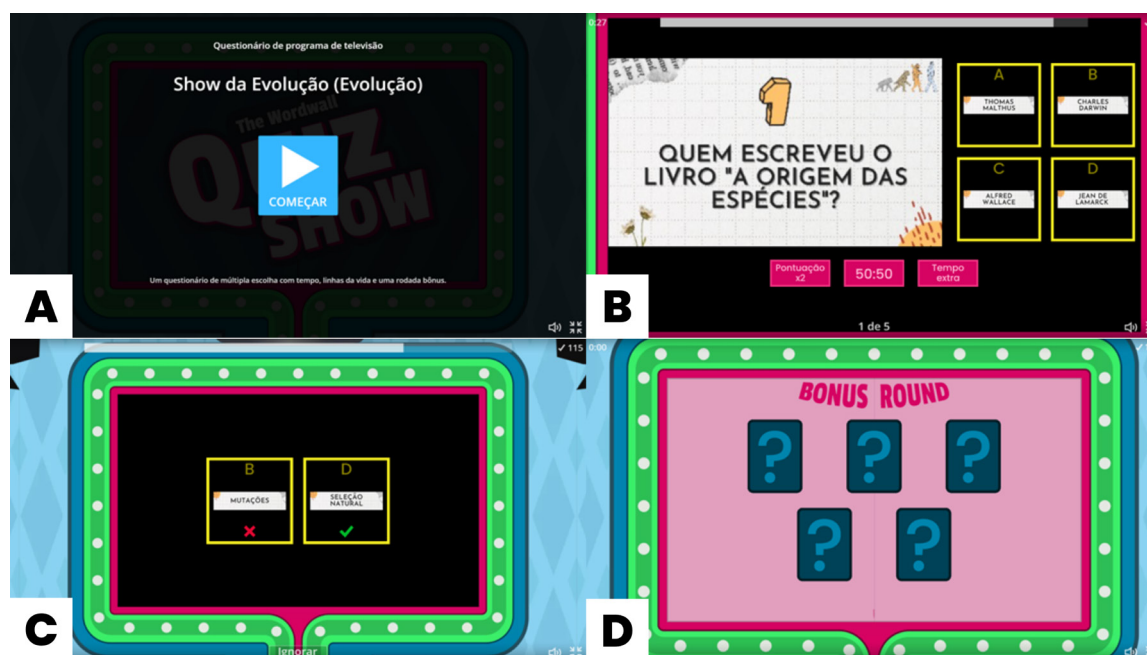 Questionário de programa de televisão
Show da Evolução (Evolução)
The Wordwall
QUIZ
SHOW
COMEÇAR
Um questionário de múltipla escolha com tempo, linhas da vida e uma rodada bônus.
A
0:27
1
QUEM ESCREVEU O
LIVRO "A ORIGEM DAS
ESPÉCIES"?
A
THOMAS
MALTHUS
B
CHARLES
DARWIN
C
ALFRED
WALLACE
D
JEAN DE
LAMARCK
Pontuação
x2
50:50
Tempo
extra
1 de 5
B
115
B
MUTAÇÕES
D
SELEÇÃO
NATURAL
Ignorar
C
0:00
BONUS ROUND
? ? ?
? ?
D